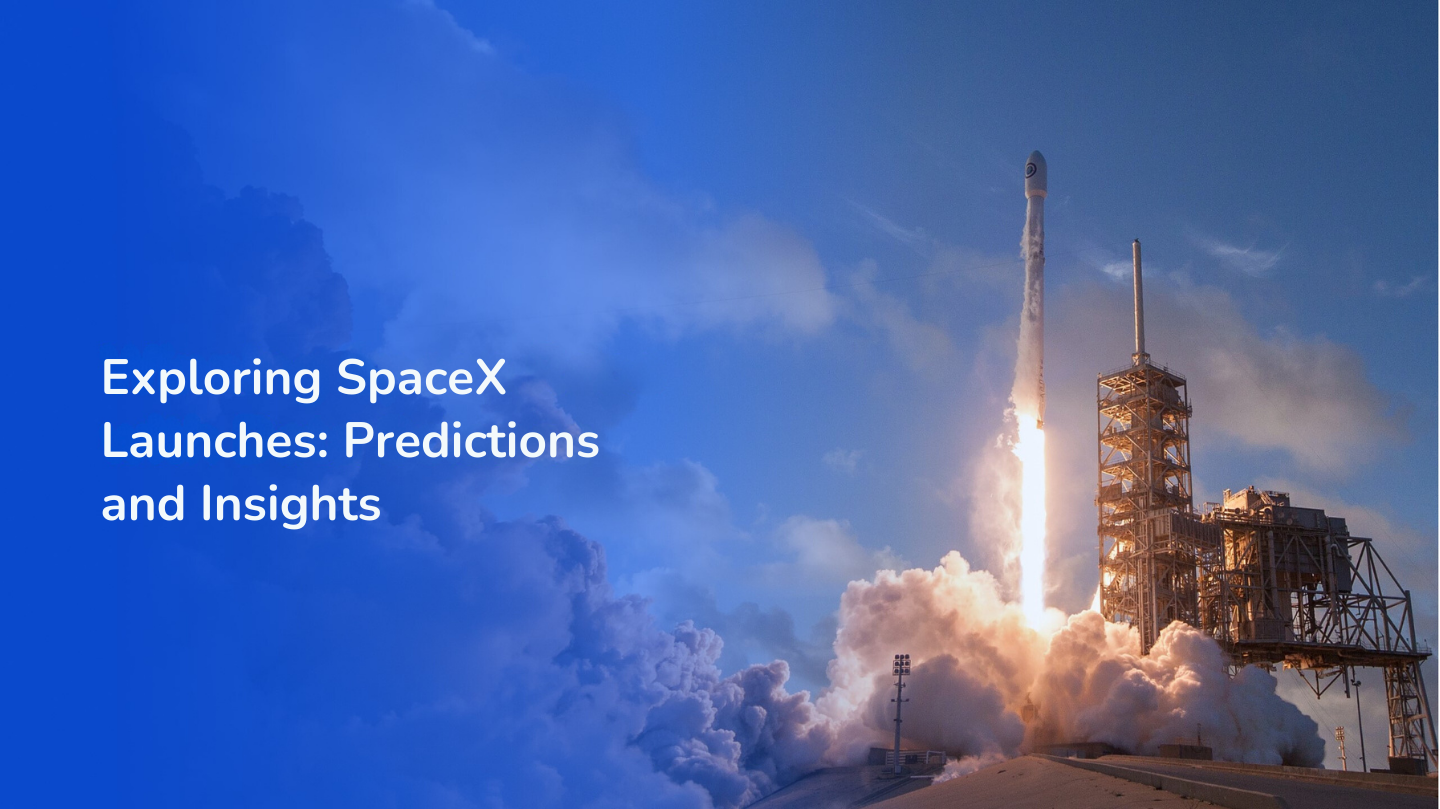 Exploring SpaceX
Launches: Predictions
and Insights